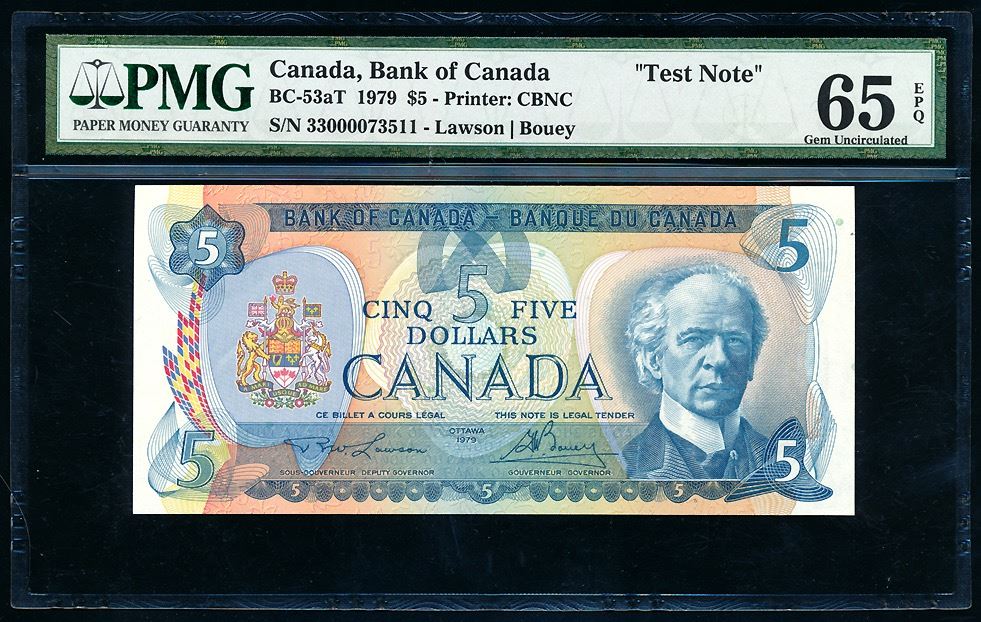 PMG
PAPER MONEY GUARANTY
Canada, Bank of Canada "Test Note"
BC-53aT 1979 $5 - Printer: CBNC
S/N 33000073511 - Lawson | Bouey
65
EPQ
Gem Uncirculated
BANK OF CANADA – BANQUE DU CANADA
5 5
5
CINQ FIVE
DOLLARS
CANADA
CE BILLET A COURS LÉGAL THIS NOTE IS LEGAL TENDER
OTTAWA
1979
Lawson Bouey
SOUS-GOUVERNEUR DEPUTY GOVERNOR GOUVERNEUR GOVERNOR
5 5
5 5 5